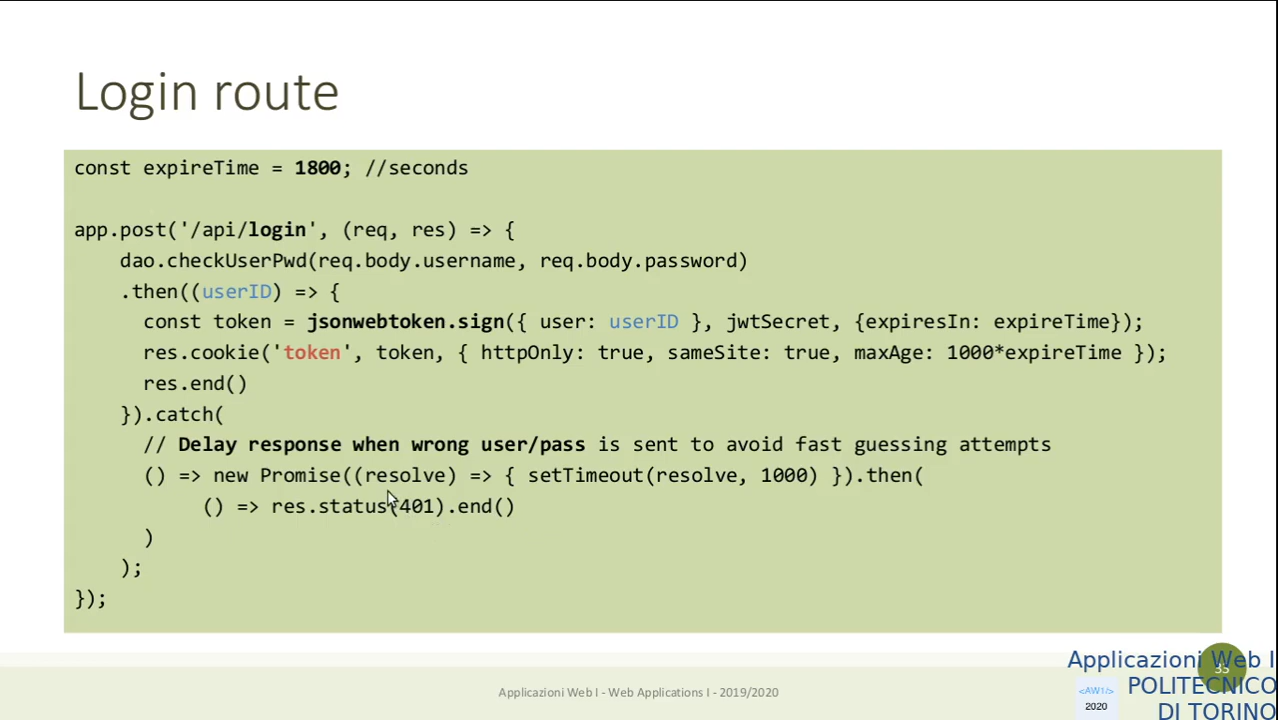 Login route
const expireTime = 1800; //seconds
app.post('/api/login', (req, res) => {
dao.checkUserPwd(req.body.username, req.body.password)
.then((userID) => {
const token = jsonwebtoken.sign({ user: userID }, jwtSecret, {expiresIn: expireTime});
res.cookie('token', token, { httpOnly: true, sameSite: true, maxAge: 1000*expireTime });
res.end()
}).catch(
// Delay response when wrong user/pass is sent to avoid fast guessing attempts
() => new Promise((resolve) => { setTimeout(resolve, 1000) }).then(
() => res.status(401).end()
)
);
});
Applicazioni Web I - Web Applications I - 2019/2020
33
Applicazioni Web I
POLITECNICO
DI TORINO
<AW1/>
2020